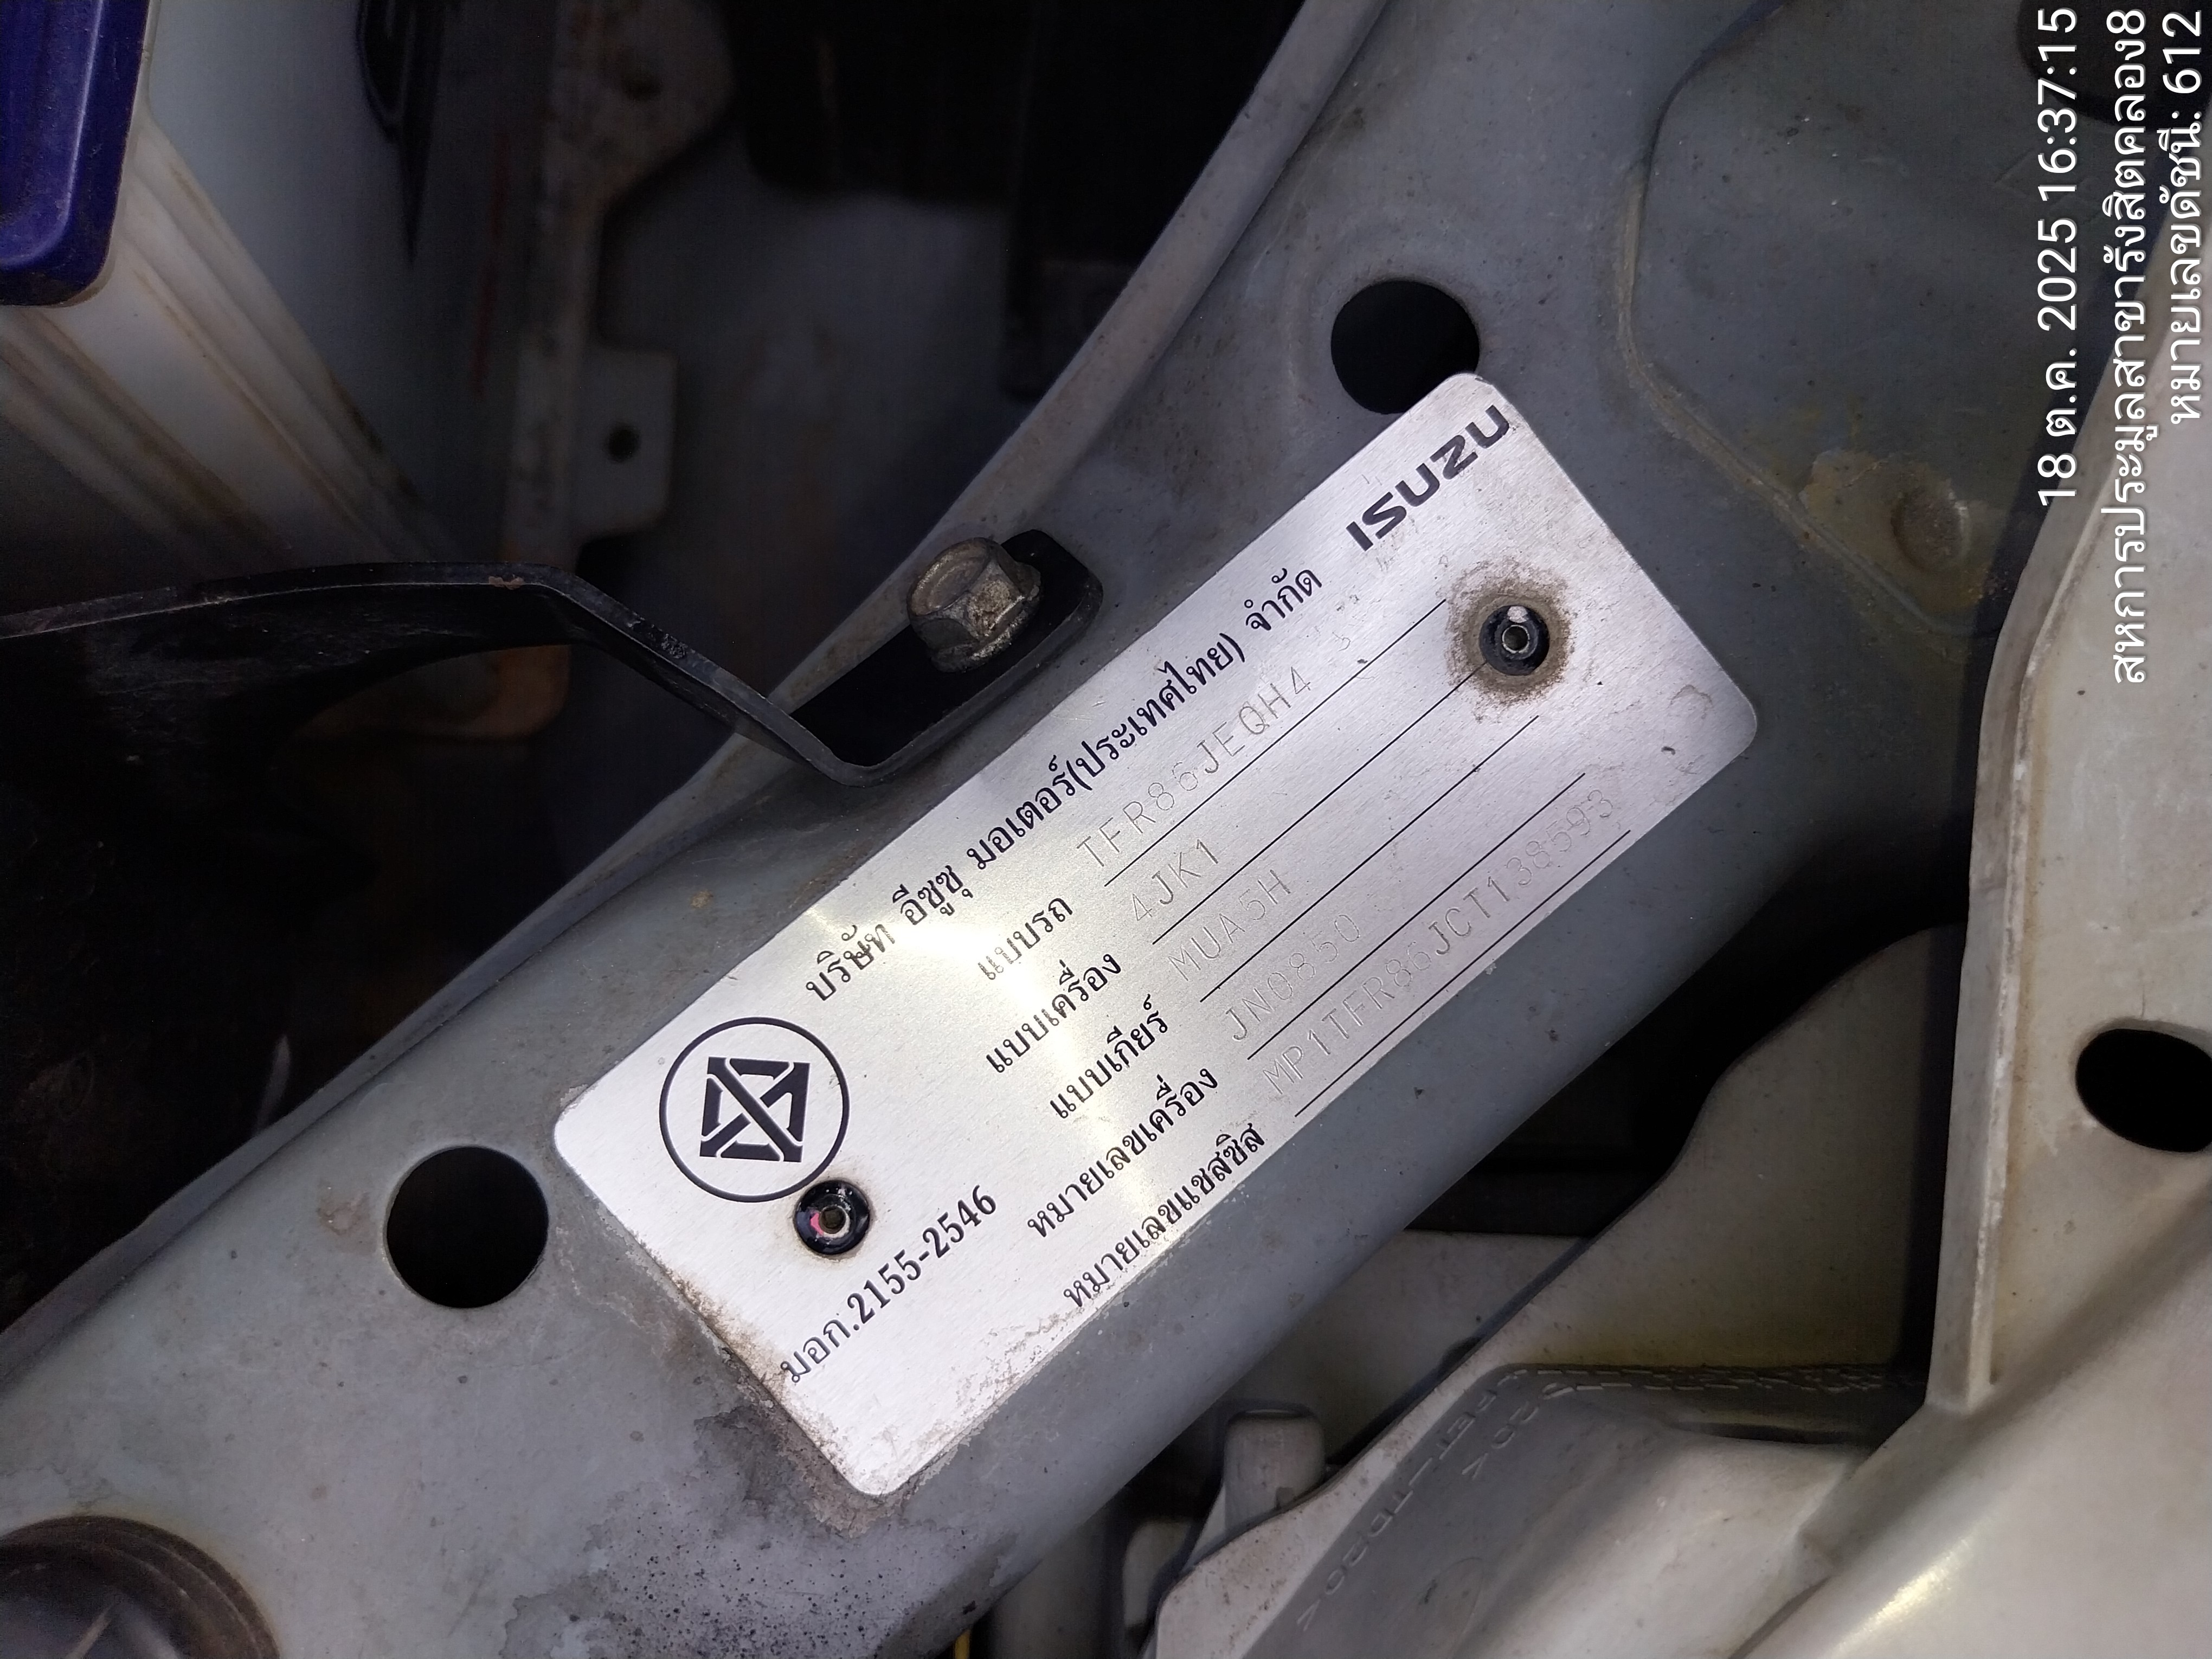 บริษัท อีซูซุ มอเตอร์(ประเทศไทย) จำกัด ISUZU
แบบรถ TFR86JEQH4
แบบเครื่อง 4JK1
แบบเกียร์ MUA5H
หมายเลขเครื่อง JN0850
หมายเลขแชสซิส MP1TFR86JCT138593
มอก.2155-2546
18 ต.ค. 2025 16:37:15
สหการประมูลสาขารังสิตคลอง8
หมายเลขดัชนี: 612